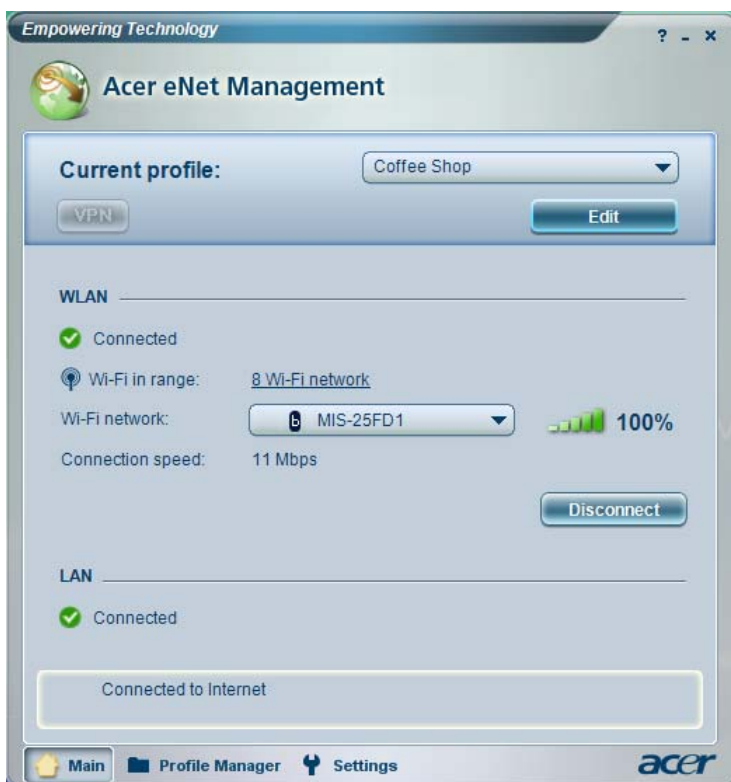 Empowering Technology
? - x
Acer eNet Management
Current profile:
Coffee Shop
VPN
Edit
WLAN
Connected
Wi-Fi in range:
8 Wi-Fi network
Wi-Fi network:
b MIS-25FD1
100%
Connection speed:
11 Mbps
Disconnect
LAN
Connected
Connected to Internet
Main
Profile Manager
Settings
acer